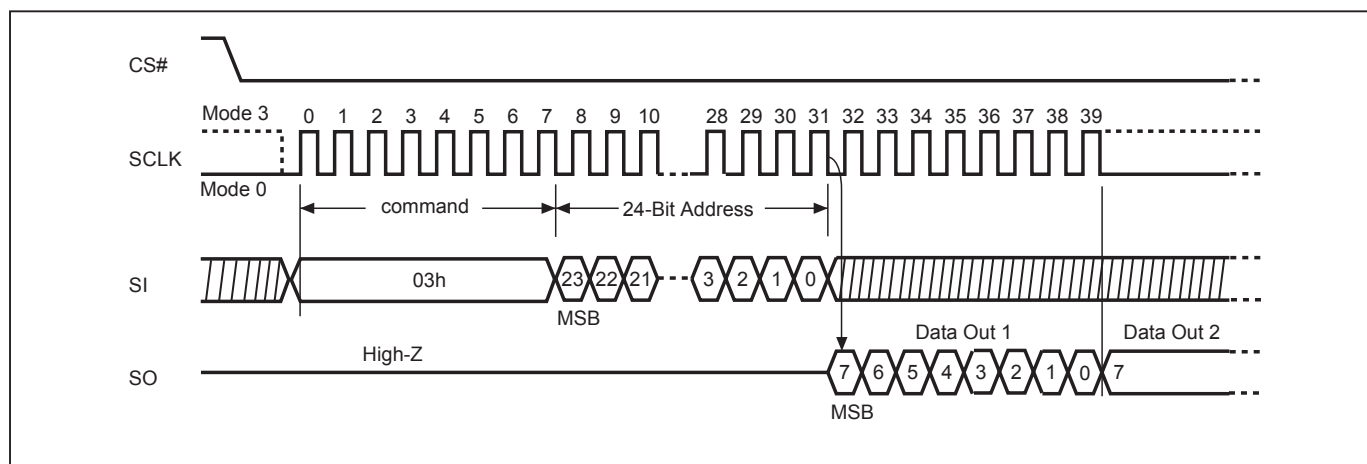 CS#
Mode 3
0 1 2 3 4 5 6 7 8 9 10 28 29 30 31 32 33 34 35 36 37 38 39
SCLK
Mode 0
command
24-Bit Address
SI
03h
23 22 21 3 2 1 0
MSB
Data Out 1
Data Out 2
High-Z
SO
7 6 5 4 3 2 1 0 7
MSB